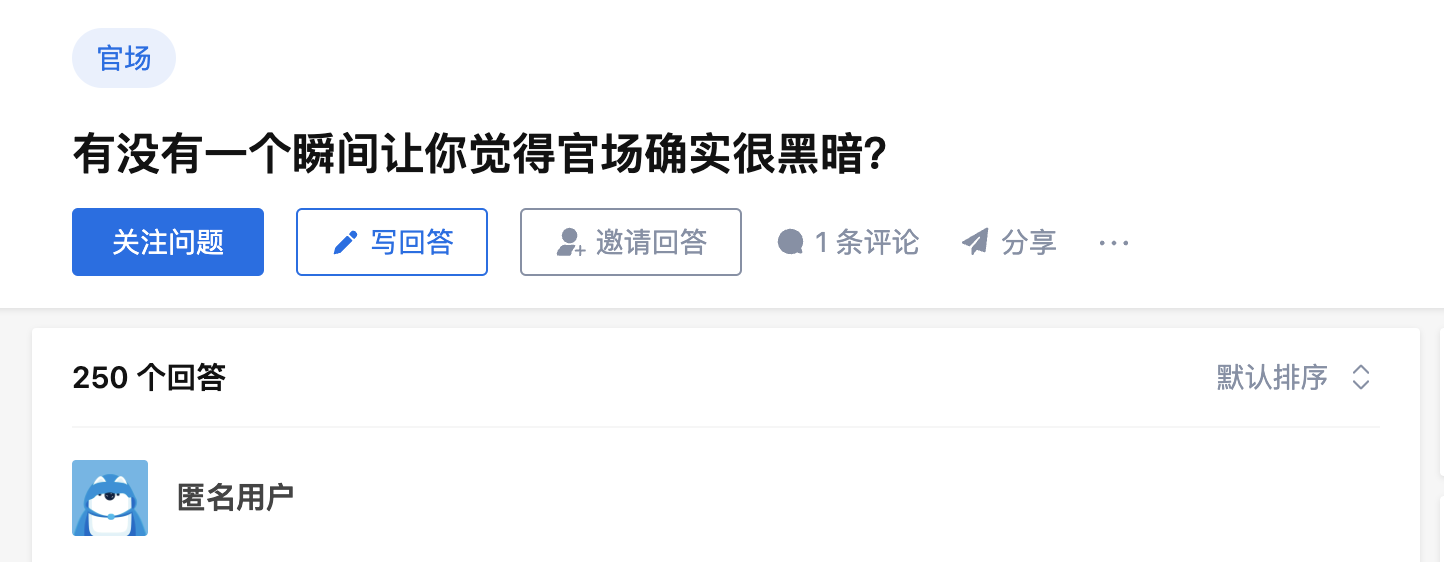 官场
有没有一个瞬间让你觉得官场确实很黑暗?
关注问题 写回答 邀请回答 1 条评论 分享 ···
250 个回答 默认排序
匿名用户